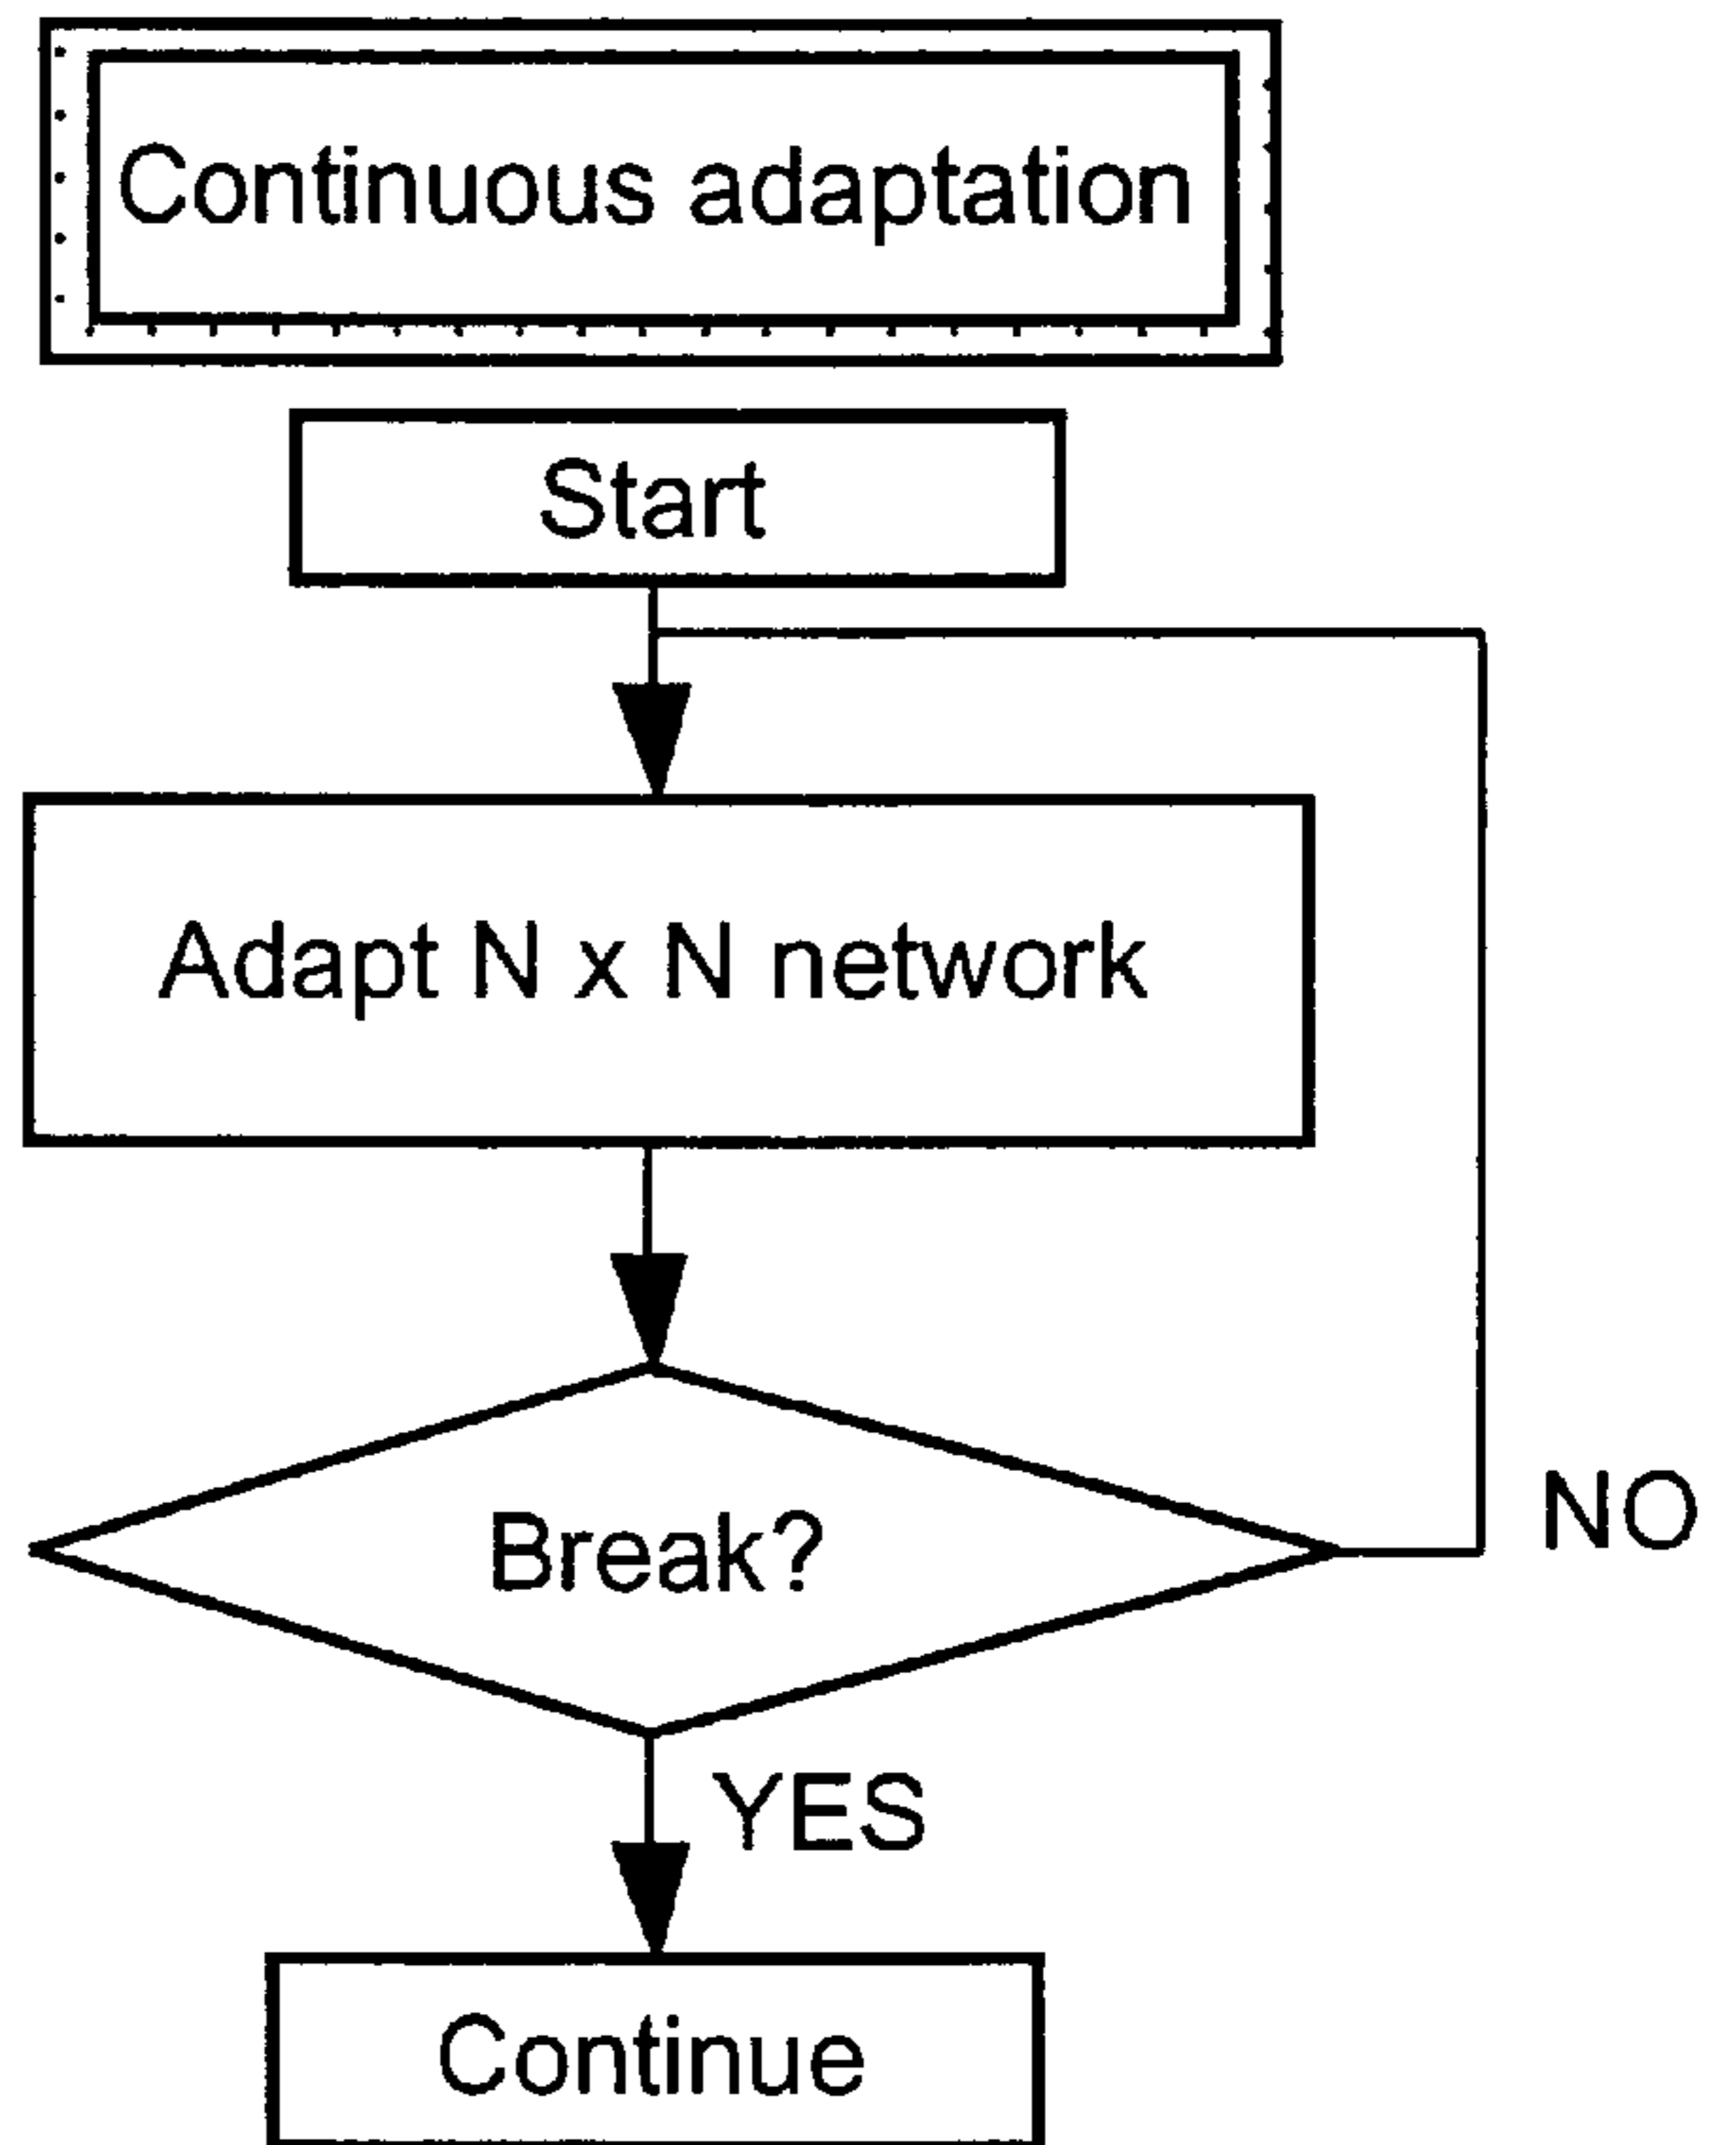 Continuous adaptation
Start
Adapt N x N network
Break?
NO
YES
Continue